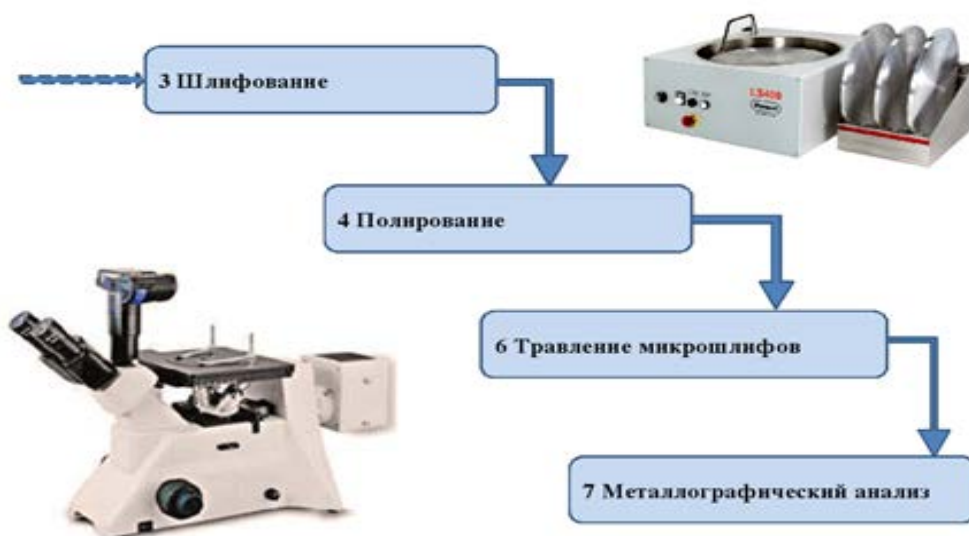 3 Шлифование
4 Полирование
6 Травление микрошлифов
7 Металлографический анализ